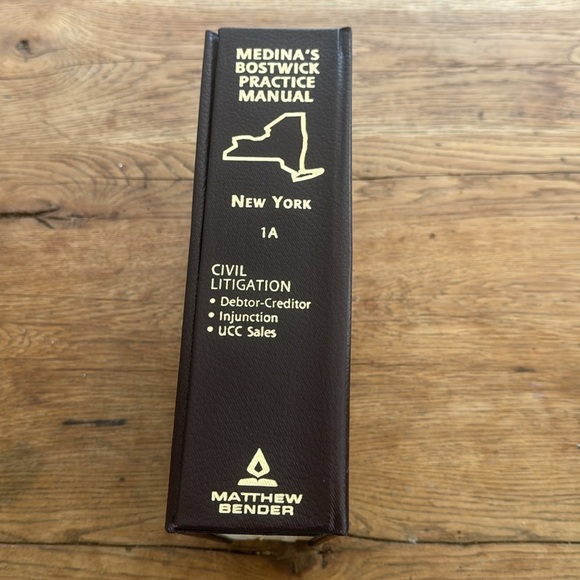 MEDINA'S
BOSTWICK
PRACTICE
MANUAL
NEW YORK
1A
CIVIL
LITIGATION
• Debtor-Creditor
• Injunction
• UCC Sales
MATTHEW
BENDER